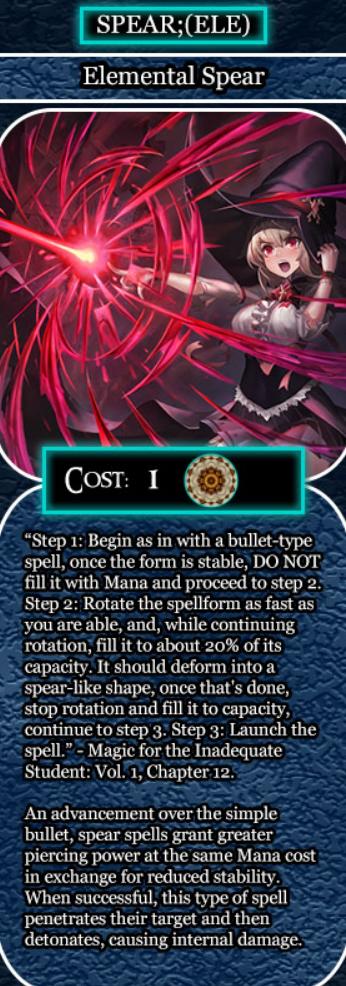 SPEAR;(ELE)
Elemental Spear
COST: 1
“Step 1: Begin as in with a bullet-type
spell, once the form is stable, DO NOT
fill it with Mana and proceed to step 2.
Step 2: Rotate the spellform as fast as
you are able, and, while continuing
rotation, fill it to about 20% of its
capacity. It should deform into a
spear-like shape, once that's done,
stop rotation and fill it to capacity,
continue to step 3. Step 3: Launch the
spell.” - Magic for the Inadequate
Student: Vol. 1, Chapter 12.
An advancement over the simple
bullet, spear spells grant greater
piercing power at the same Mana cost
in exchange for reduced stability.
When successful, this type of spell
penetrates their target and then
detonates, causing internal damage.